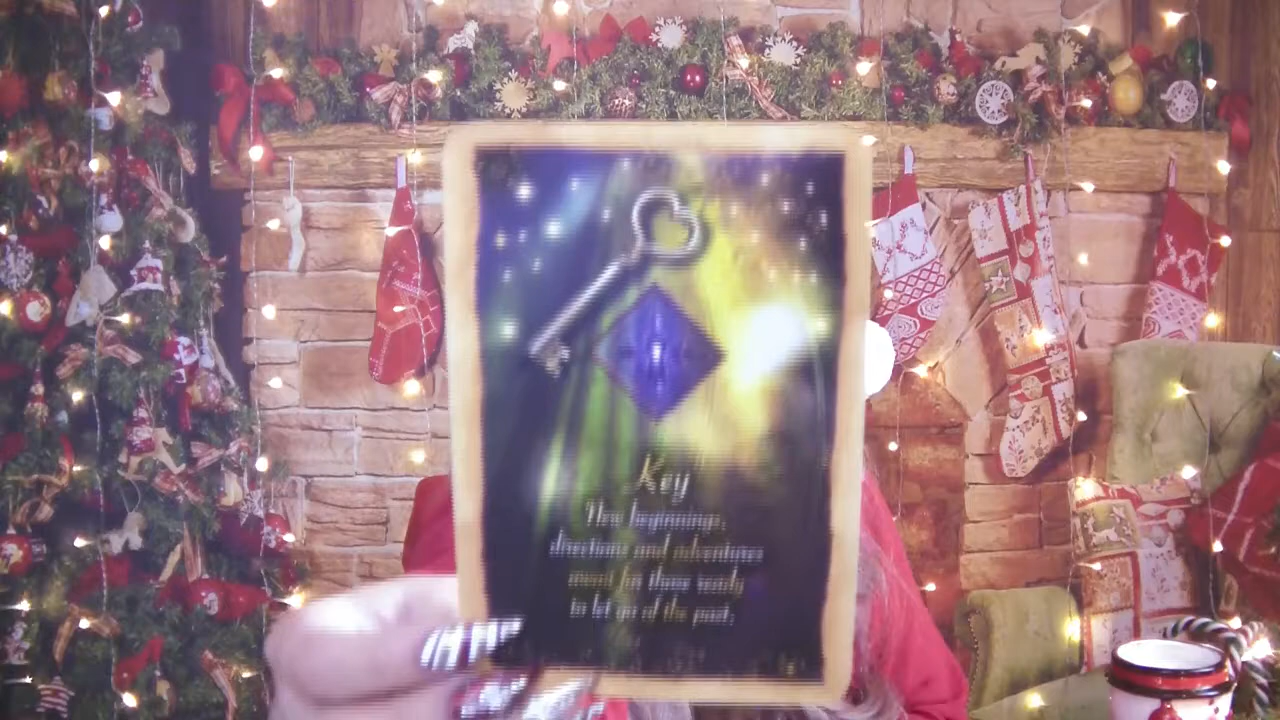 Key
New beginnings,
directions and adventures
await for those ready
to let go of the past.